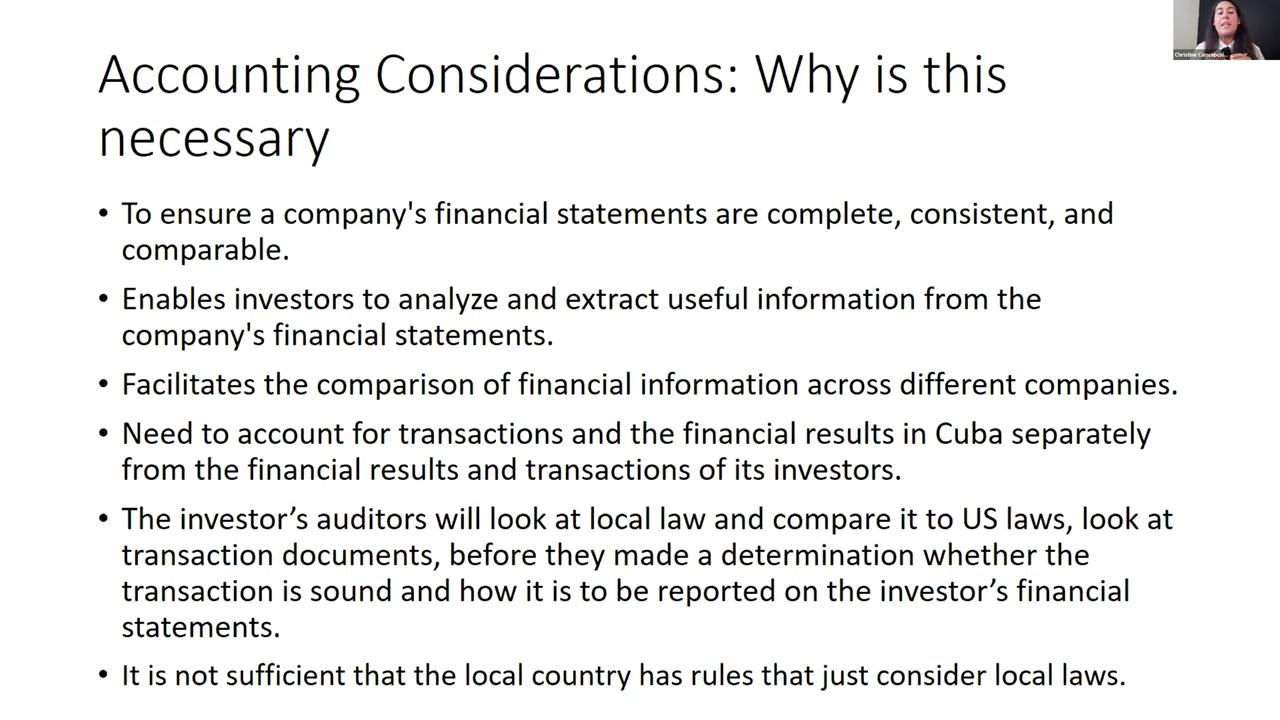 Christine Concepcio...
Accounting Considerations: Why is this
necessary
• To ensure a company's financial statements are complete, consistent, and
comparable.
• Enables investors to analyze and extract useful information from the
company's financial statements.
• Facilitates the comparison of financial information across different companies.
• Need to account for transactions and the financial results in Cuba separately
from the financial results and transactions of its investors.
• The investor’s auditors will look at local law and compare it to US laws, look at
transaction documents, before they made a determination whether the
transaction is sound and how it is to be reported on the investor’s financial
statements.
• It is not sufficient that the local country has rules that just consider local laws.